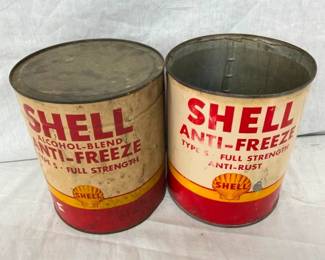 SHELL
ALCOHOL-BLEND
ANTI-FREEZE
TYPE S - FULL STRENGTH
SHELL
SHELL
ANTI-FREEZE
TYPE S - FULL STRENGTH
ANTI-RUST
SHELL